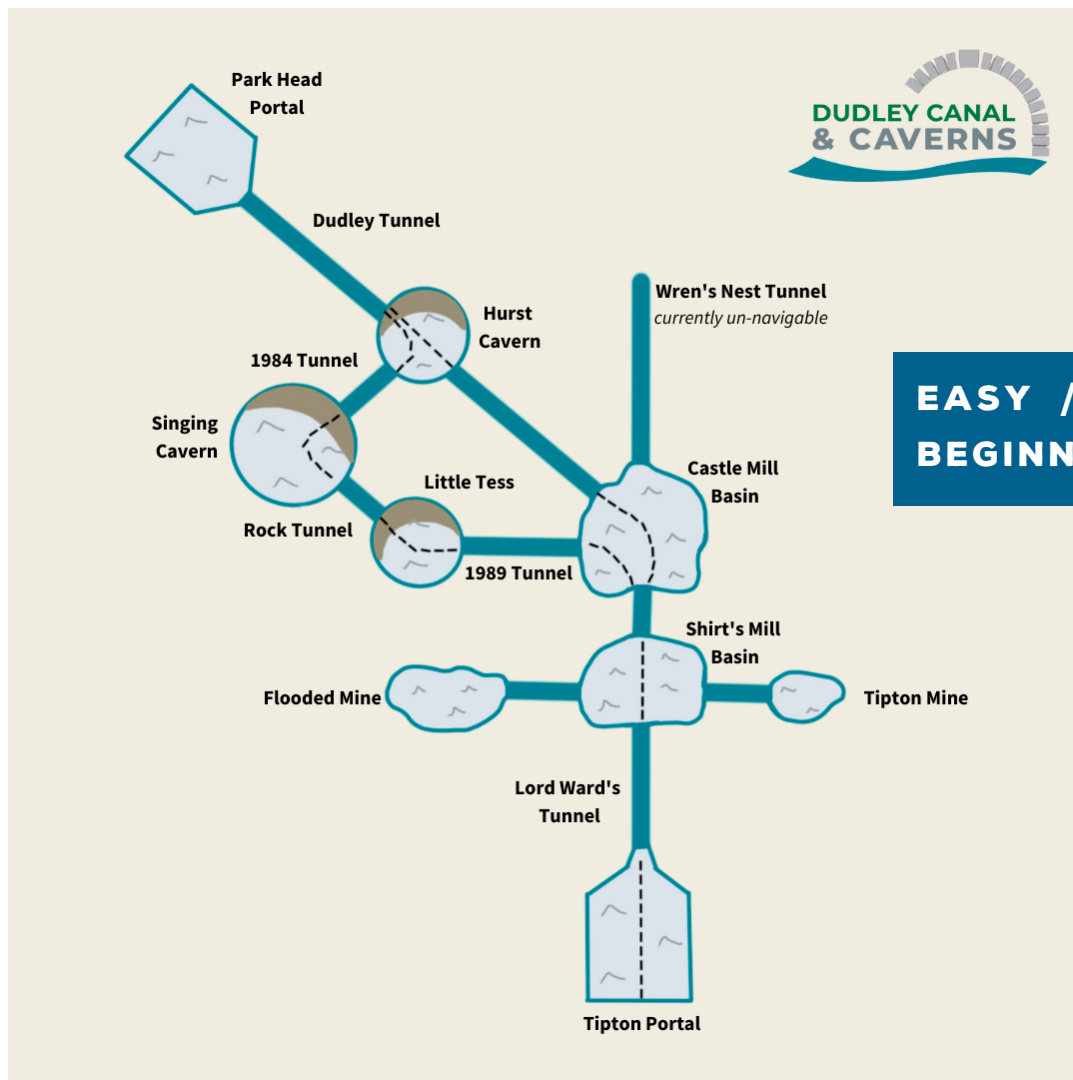 Park Head
Portal
DUDLEY CANAL
& CAVERNS
Dudley Tunnel
Wren's Nest Tunnel
currently un-navigable
Hurst
Cavern
1984 Tunnel
EASY /
BEGINN
Singing
Cavern
Castle Mill
Basin
Little Tess
Rock Tunnel
1989 Tunnel
Shirt's Mill
Basin
Flooded Mine
Tipton Mine
Lord Ward's
Tunnel
Tipton Portal